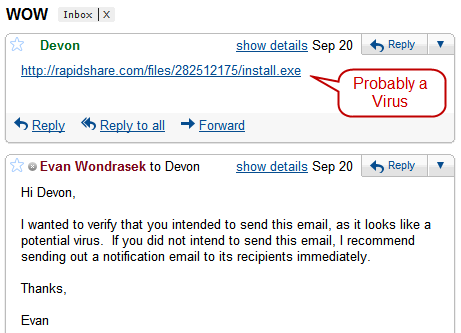 WOW Inbox | X
Devon show details Sep 20 Reply
http://rapidshare.com/files/282512175/install.exe
Probably a
Virus
Reply Reply to all Forward
Evan Wondrasek to Devon show details Sep 20 Reply
Hi Devon,
I wanted to verify that you intended to send this email, as it looks like a
potential virus.  If you did not intend to send this email, I recommend
sending out a notification email to its recipients immediately.
Thanks,
Evan